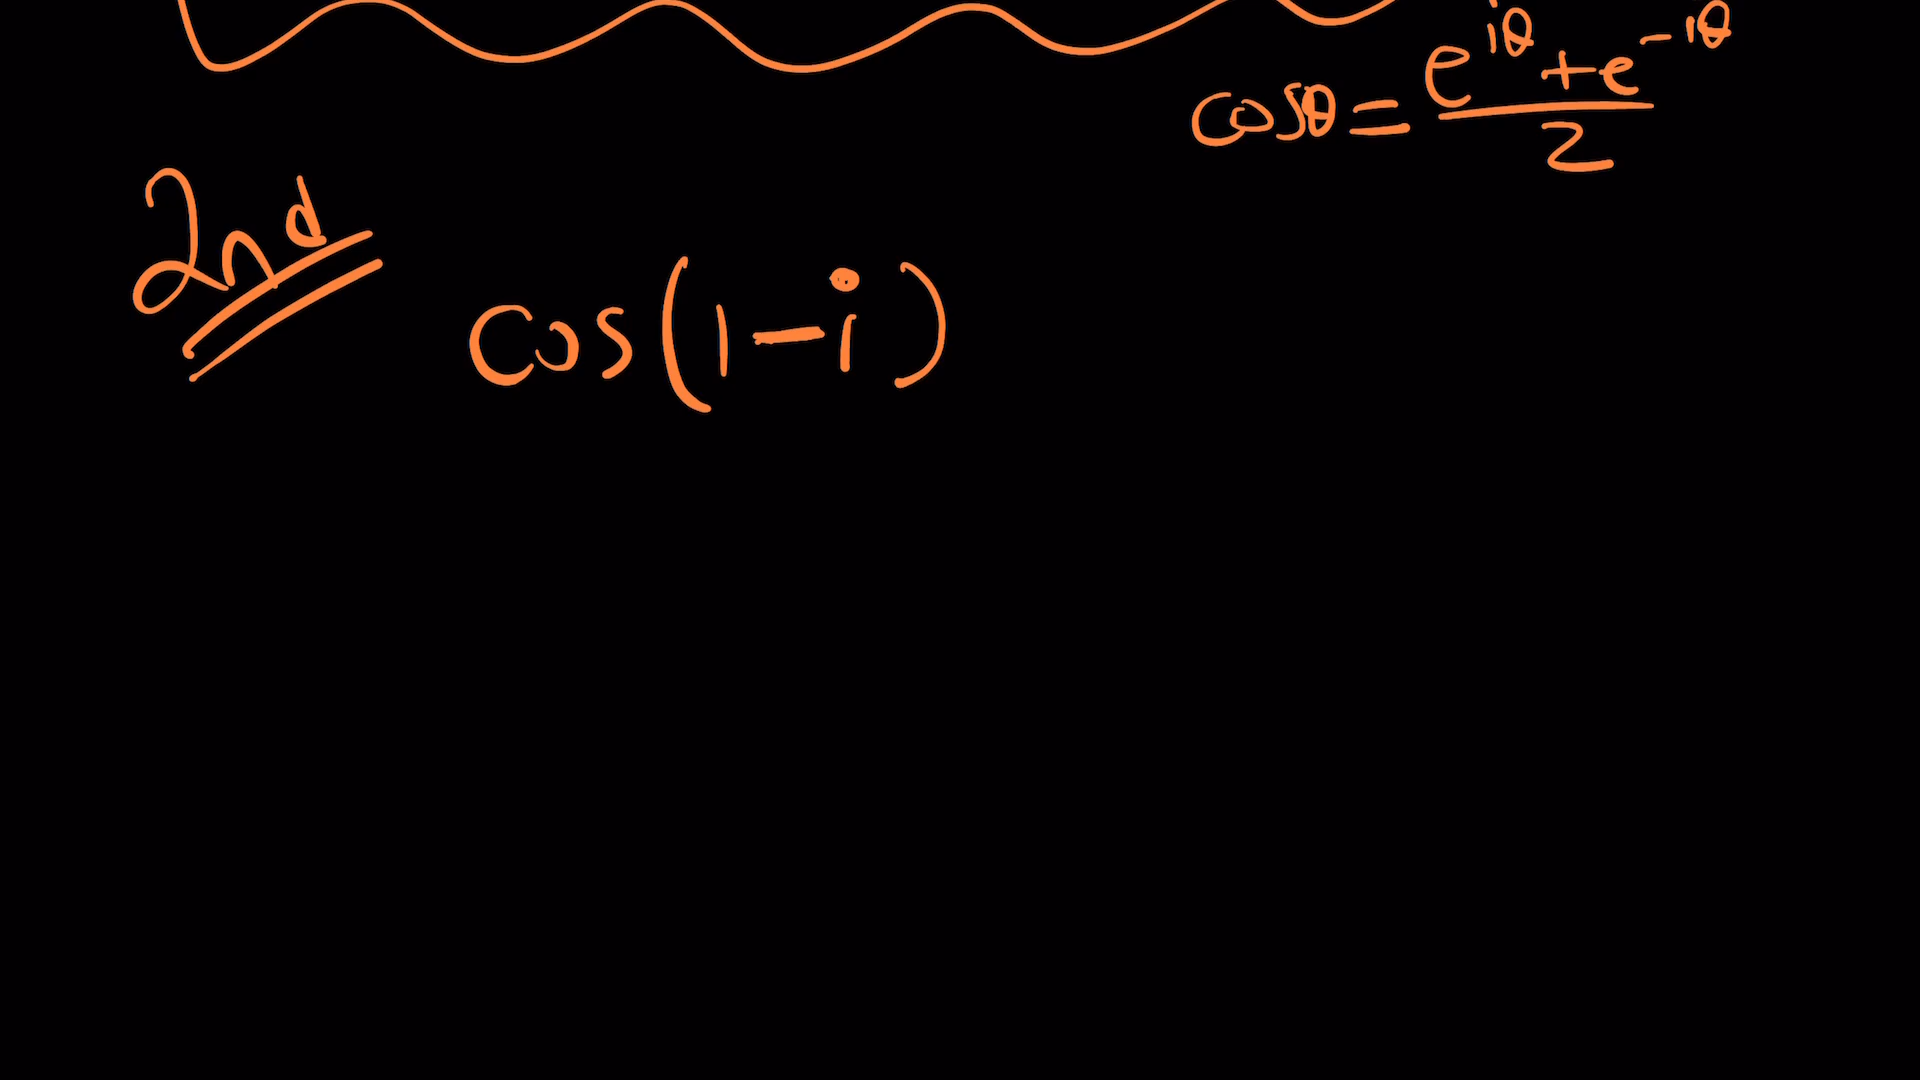 cosθ = (e^{iθ} + e^{-iθ})/2
2nd
cos(1-i)